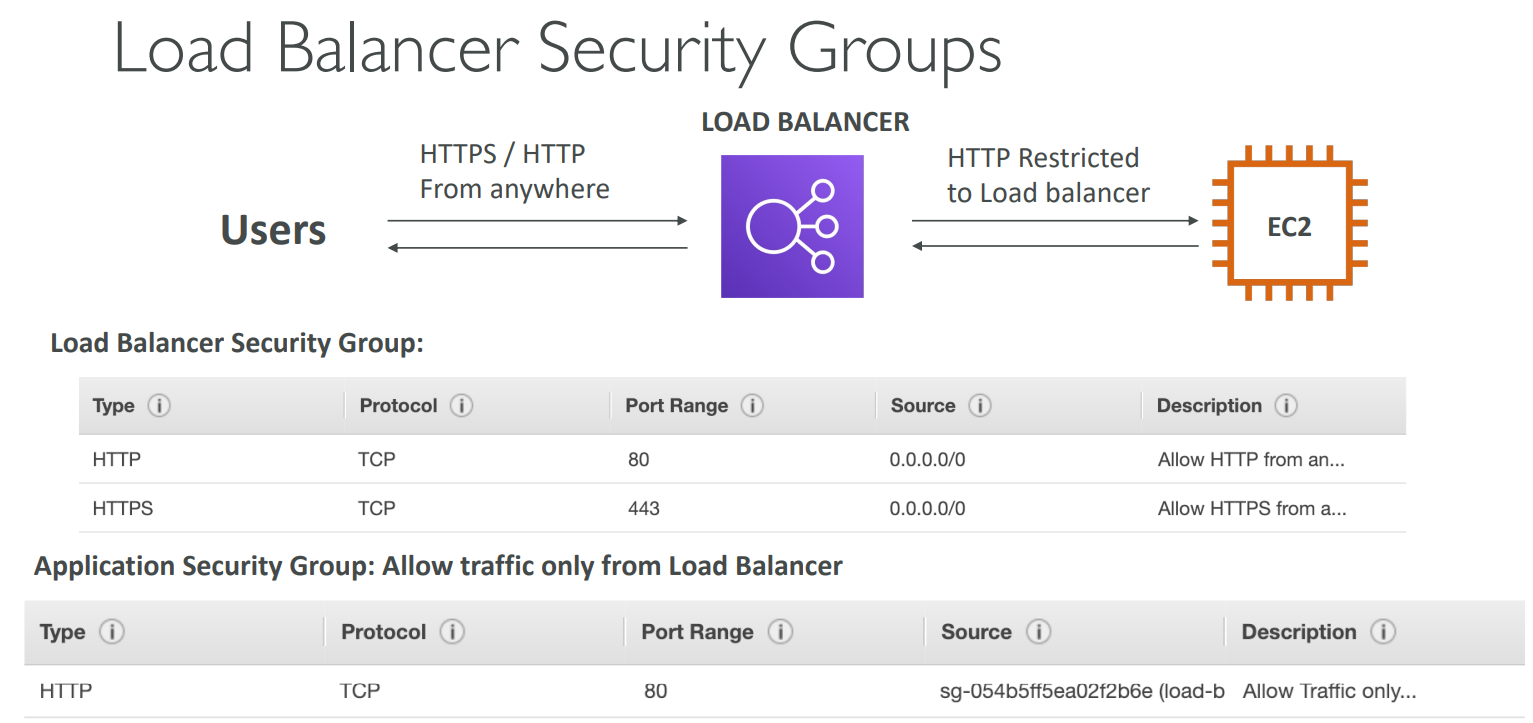 Load Balancer Security Groups
LOAD BALANCER
HTTPS / HTTP
From anywhere
HTTP Restricted
to Load balancer
Users
EC2
Load Balancer Security Group:
Type i Protocol i Port Range i Source i Description i
HTTP TCP 80 0.0.0.0/0 Allow HTTP from an...
HTTPS TCP 443 0.0.0.0/0 Allow HTTPS from a...
Application Security Group: Allow traffic only from Load Balancer
Type i Protocol i Port Range i Source i Description i
HTTP TCP 80 sg-054b5ff5ea02f2b6e (load-b Allow Traffic only...